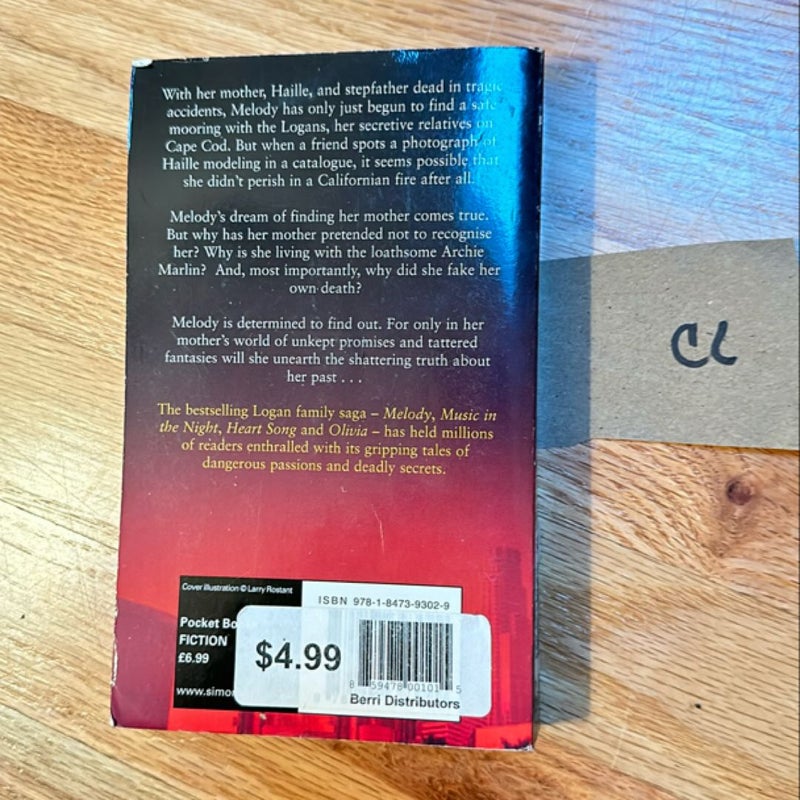 With her mother, Haille, and stepfather dead in tragic
accidents, Melody has only just begun to find a safe
mooring with the Logans, her secretive relatives on
Cape Cod. But when a friend spots a photograph of
Haille modeling in a catalogue, it seems possible that
she didn't perish in a Californian fire after all.
Melody's dream of finding her mother comes true.
But why has her mother pretended not to recognise
her? Why is she living with the loathsome Archie
Marlin? And, most importantly, why did she fake her
own death?
Melody is determined to find out. For only in her
mother's world of unkept promises and tattered
fantasies will she unearth the shattering truth about
her past . . .
The bestselling Logan family saga – Melody, Music in
the Night, Heart Song and Olivia – has held millions
of readers enthralled with its gripping tales of
dangerous passions and deadly secrets.
Cover illustration © Larry Rostant
ISBN 978-1-8473-9302-9
Pocket Bo
FICTION
£6.99
www.simo
$4.99
8 59478 00101 5
Berri Distributors
CL